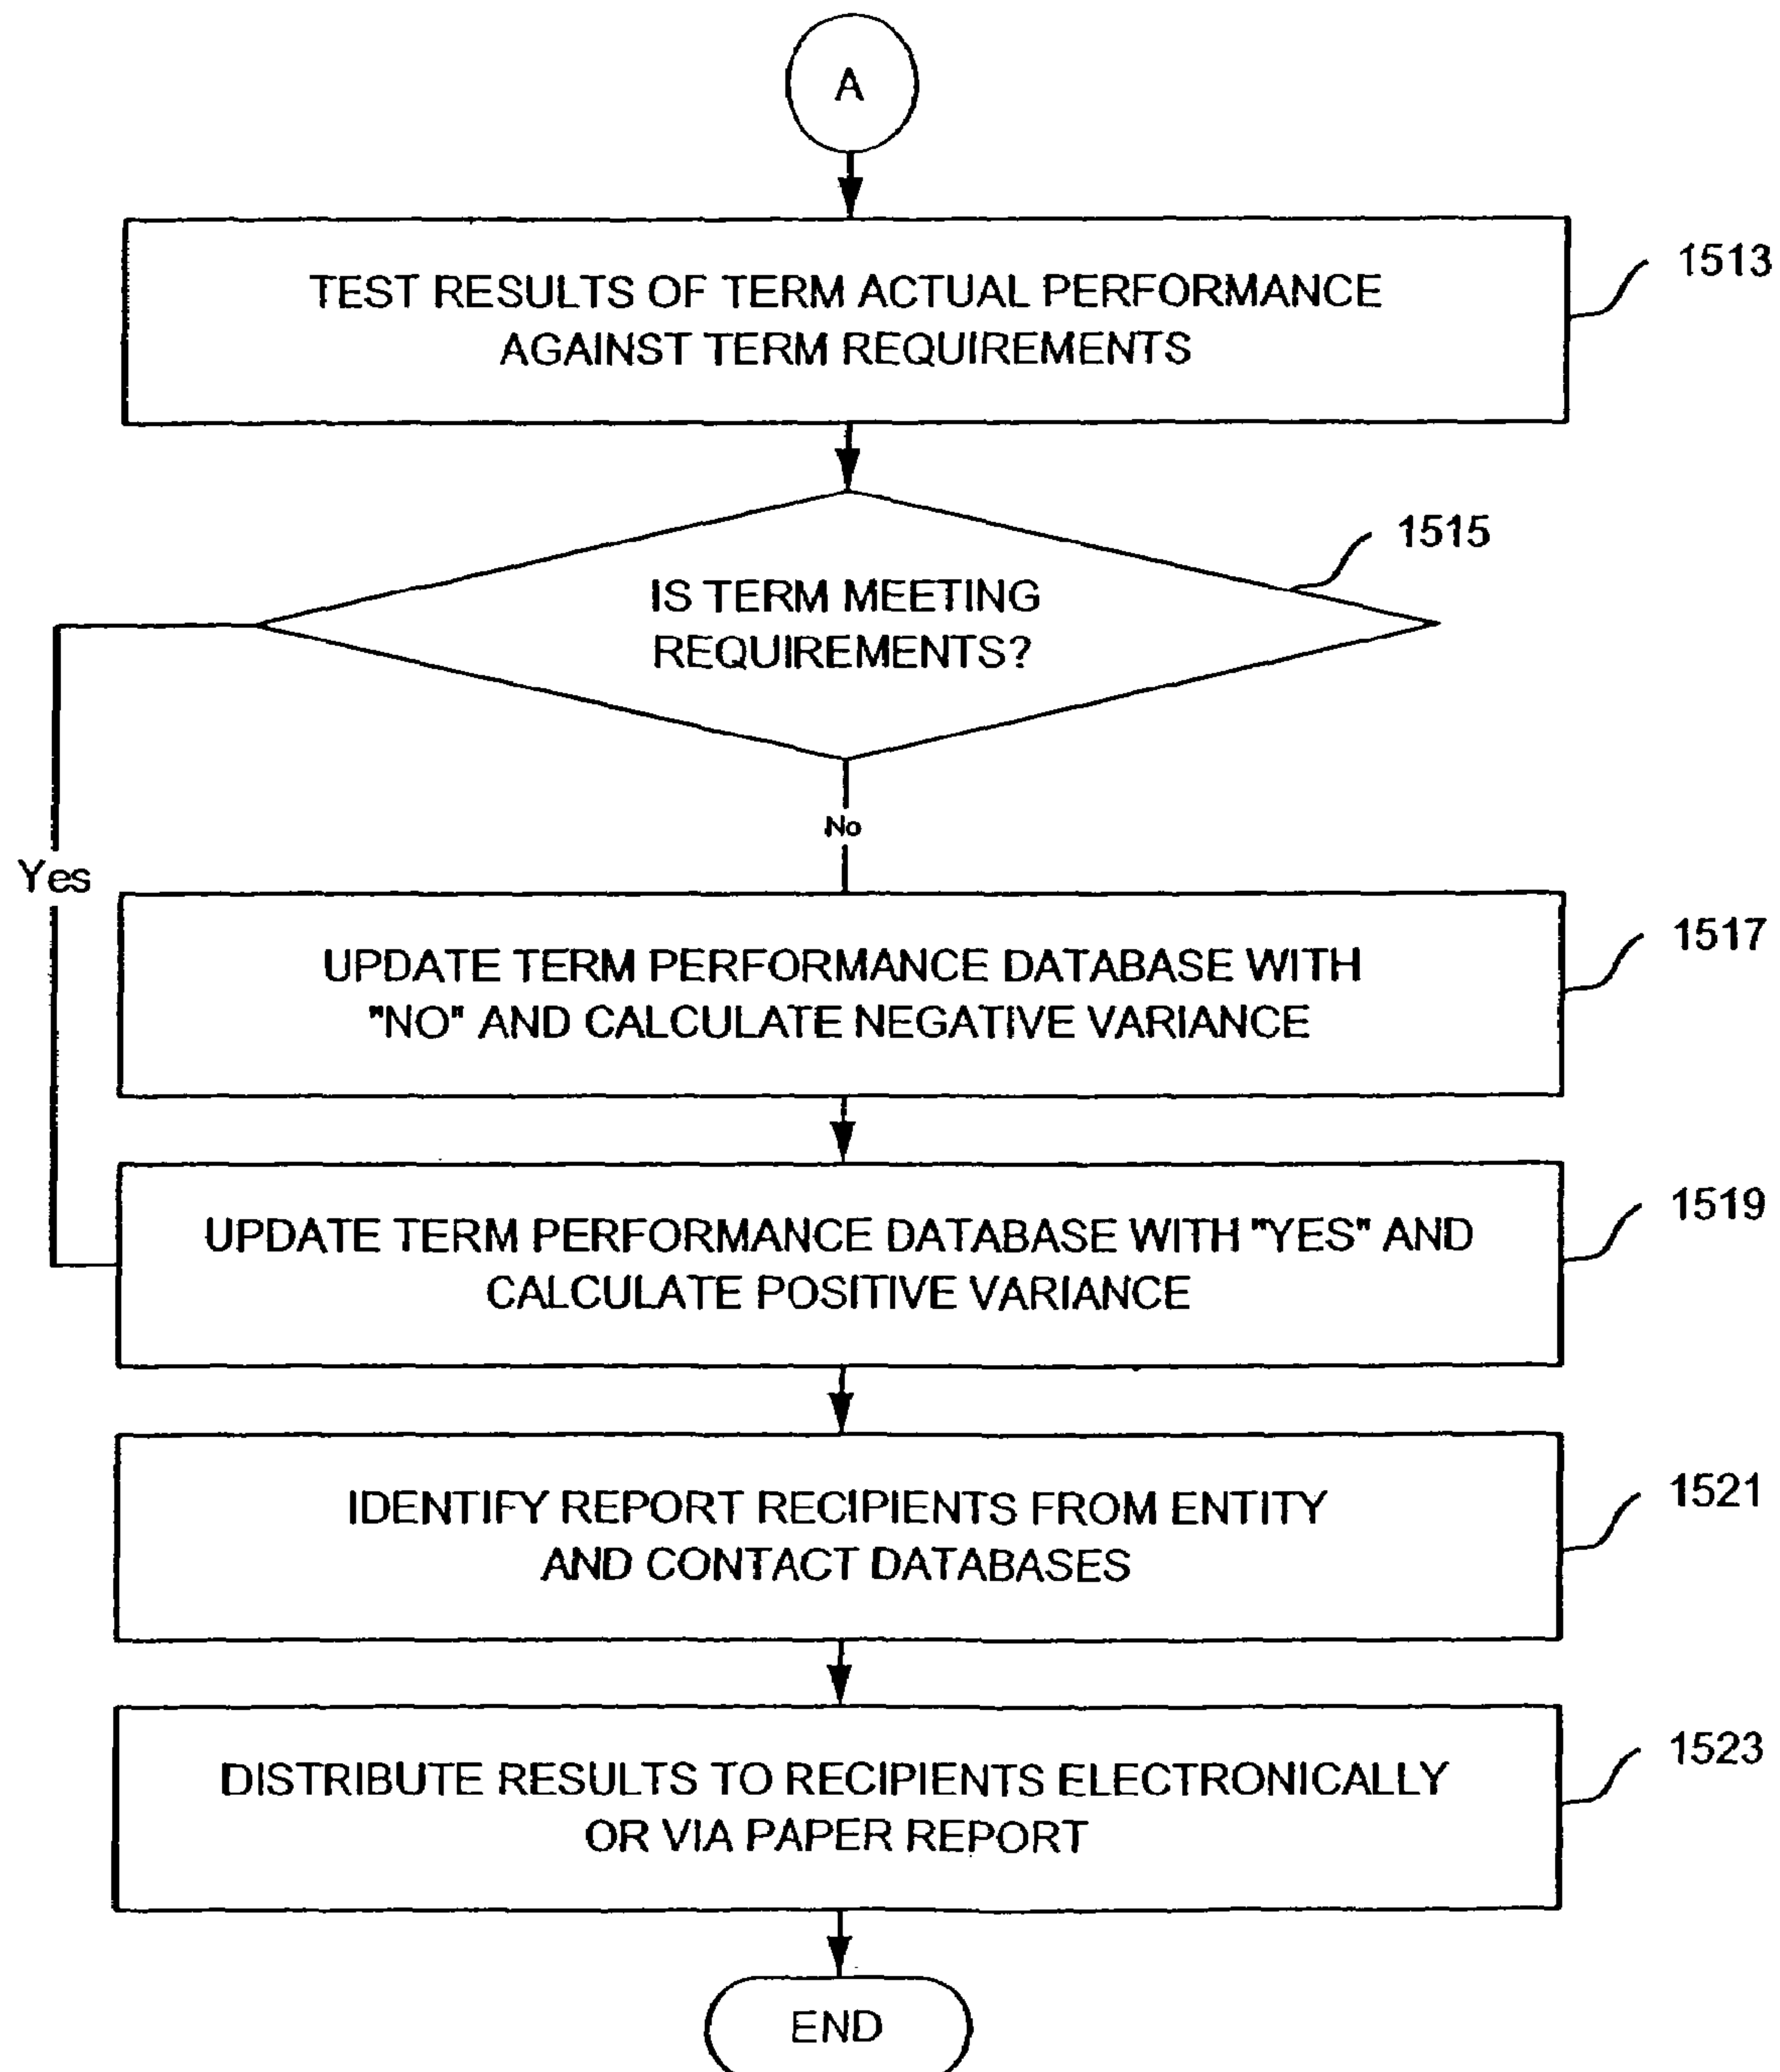 A
TEST RESULTS OF TERM ACTUAL PERFORMANCE
AGAINST TERM REQUIREMENTS
1513
IS TERM MEETING
REQUIREMENTS?
1515
No
Yes
UPDATE TERM PERFORMANCE DATABASE WITH
"NO" AND CALCULATE NEGATIVE VARIANCE
1517
UPDATE TERM PERFORMANCE DATABASE WITH "YES" AND
CALCULATE POSITIVE VARIANCE
1519
IDENTIFY REPORT RECIPIENTS FROM ENTITY
AND CONTACT DATABASES
1521
DISTRIBUTE RESULTS TO RECIPIENTS ELECTRONICALLY
OR VIA PAPER REPORT
1523
END